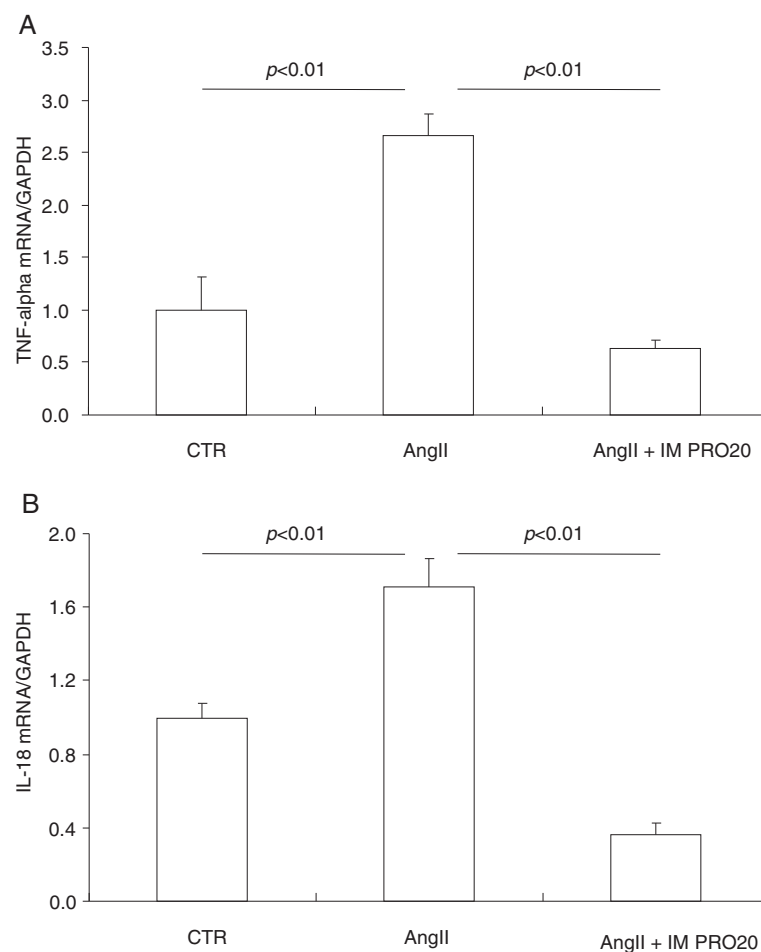 A
3.5
p<0.01 p<0.01
3.0
2.5
2.0
1.5
1.0
0.5
0.0
TNF-alpha mRNA/GAPDH
CTR AngII AngII + IM PRO20
B
2.0
p<0.01 p<0.01
1.6
1.2
0.8
0.4
0.0
IL-18 mRNA/GAPDH
CTR AngII AngII + IM PRO20